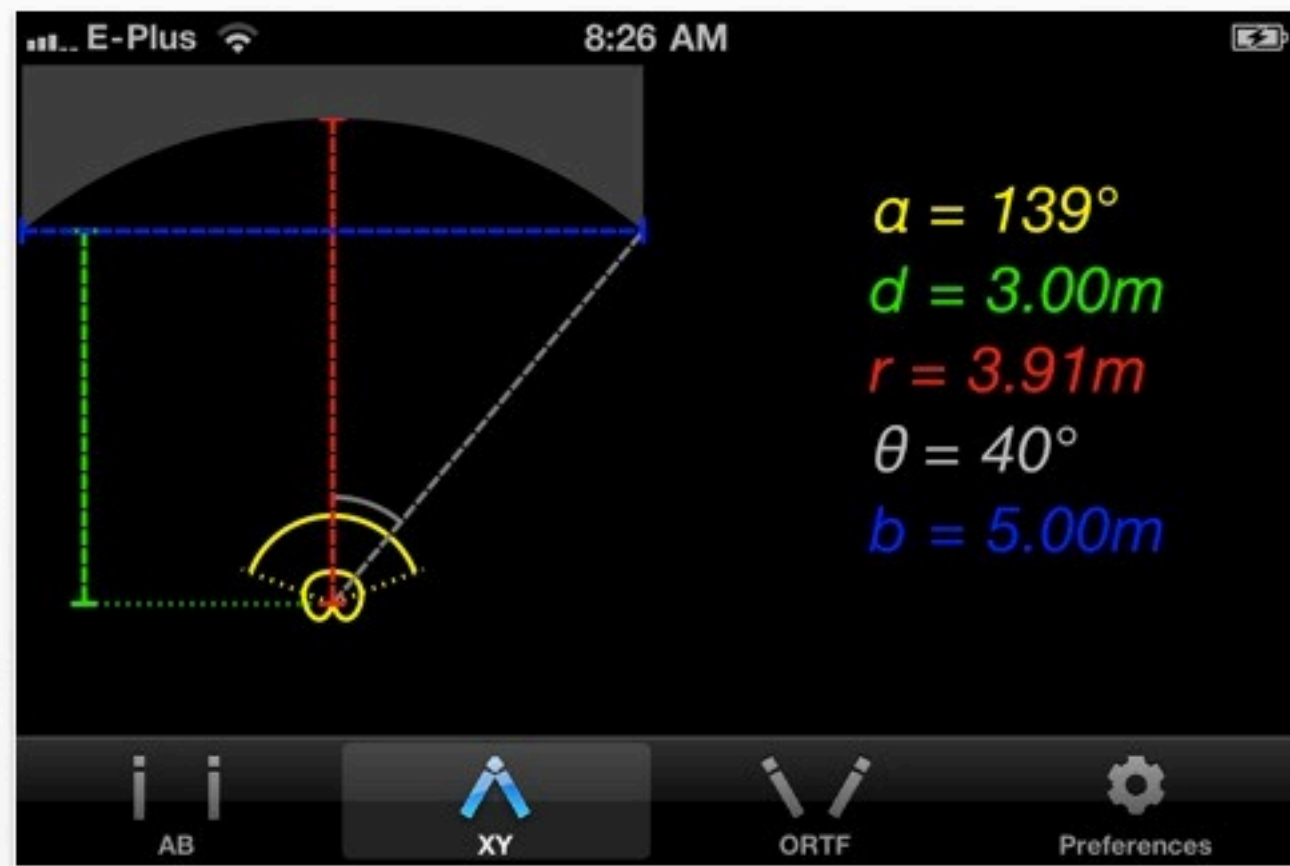 E-Plus 8:26 AM
α = 139°
d = 3.00m
r = 3.91m
θ = 40°
b = 5.00m
AB XY ORTF Preferences